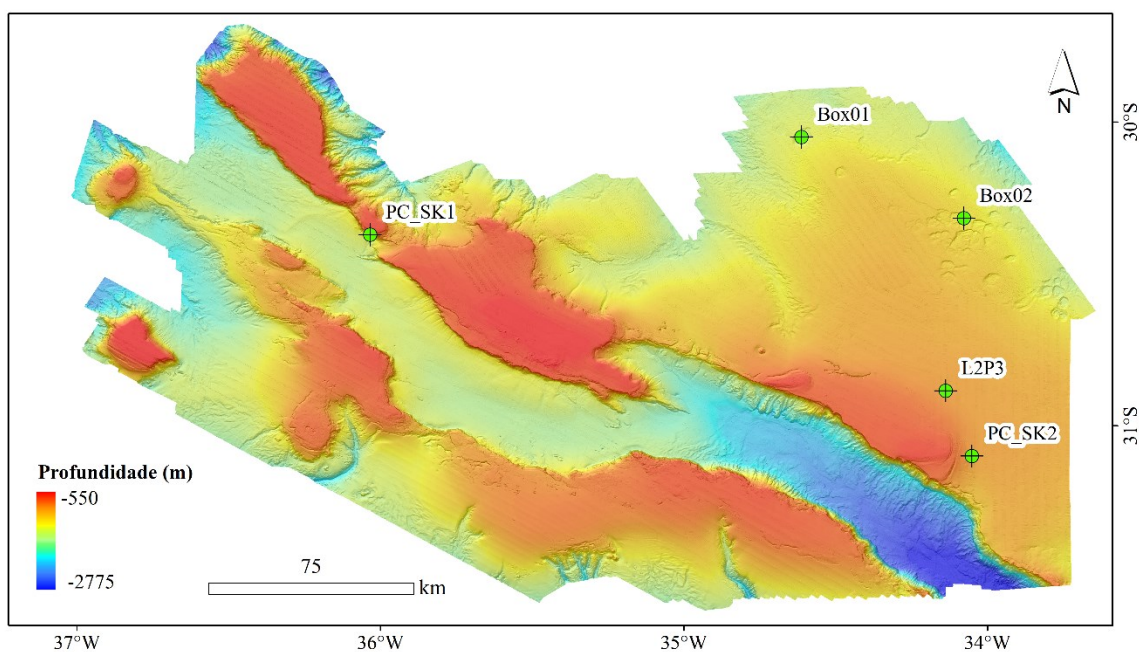 N
30°S
Box01
Box02
PC_SK1
L2P3
31°S
PC_SK2
Profundidade (m)
-550
-2775
75
km
37°W
36°W
35°W
34°W